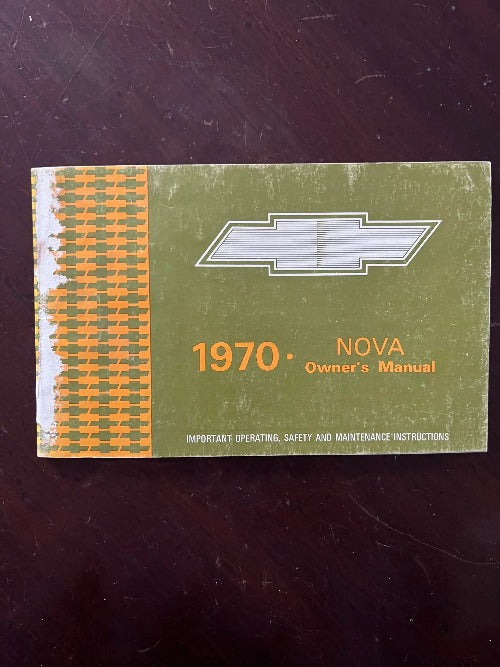 1970 • NOVA
Owner's Manual
IMPORTANT OPERATING, SAFETY AND MAINTENANCE INSTRUCTIONS